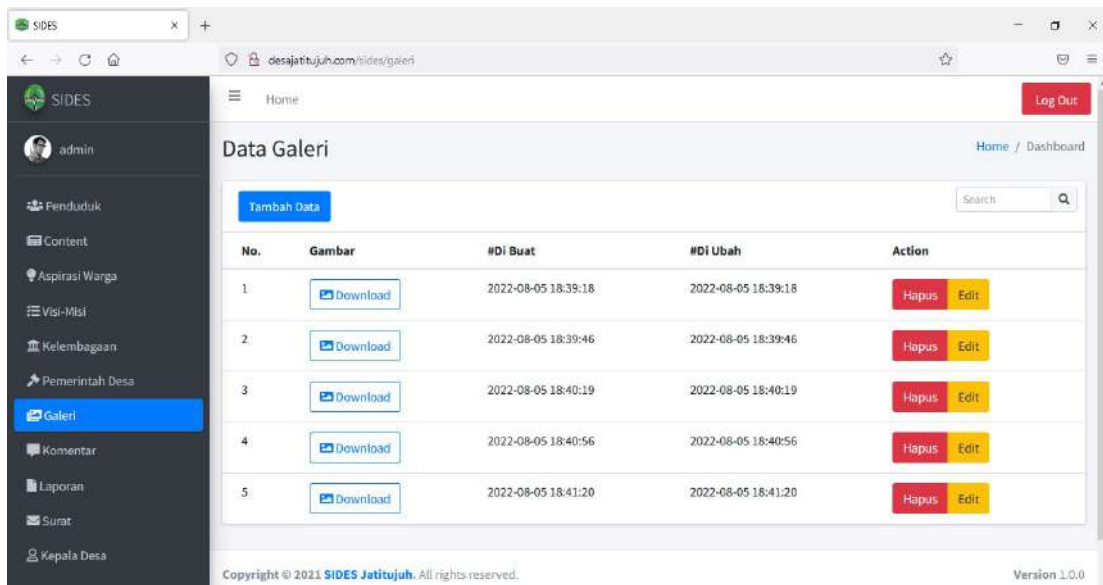 SIDES
desajatitujuh.com/sides/galeri
SIDES
Home
Log Out
admin
Data Galeri
Home / Dashboard
Penduduk
Content
Aspirasi Warga
Visi-Misi
Kelembagaan
Pemerintah Desa
Galeri
Komentar
Laporan
Surat
Kepala Desa
Tambah Data
Search
No. Gambar #Di Buat #Di Ubah Action
1 Download 2022-08-05 18:39:18 2022-08-05 18:39:18 Hapus Edit
2 Download 2022-08-05 18:39:46 2022-08-05 18:39:46 Hapus Edit
3 Download 2022-08-05 18:40:19 2022-08-05 18:40:19 Hapus Edit
4 Download 2022-08-05 18:40:56 2022-08-05 18:40:56 Hapus Edit
5 Download 2022-08-05 18:41:20 2022-08-05 18:41:20 Hapus Edit
Copyright © 2021 SIDES Jatitujuh. All rights reserved.
Version 1.0.0